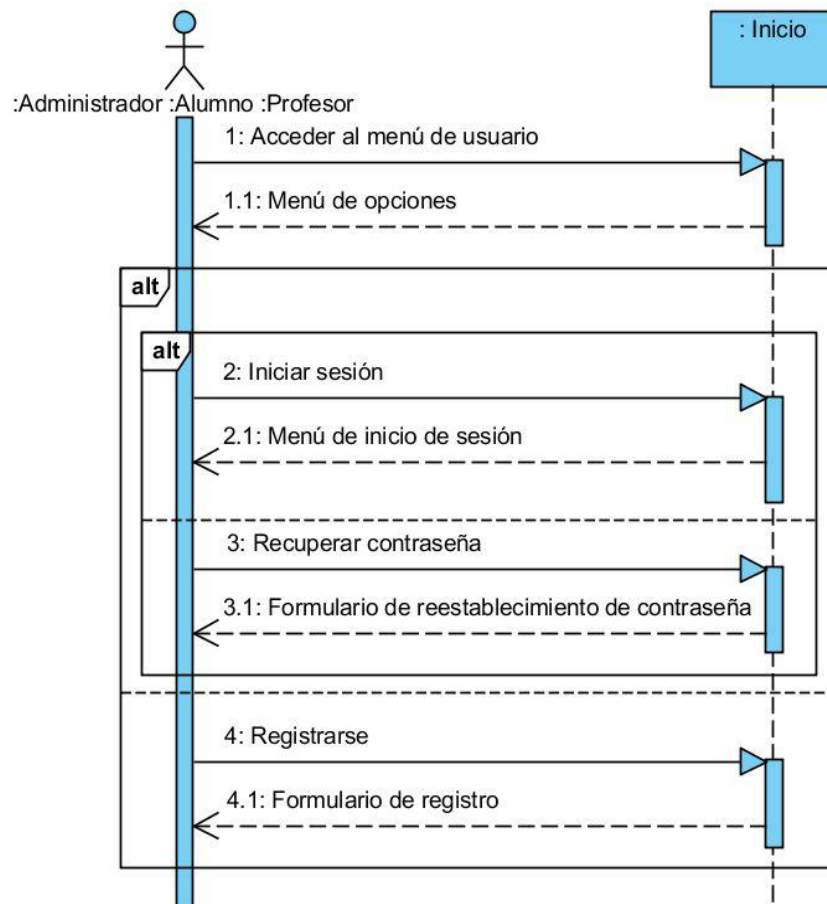 : Inicio
:Administrador :Alumno :Profesor
1: Acceder al menú de usuario
1.1: Menú de opciones
alt
alt
2: Iniciar sesión
2.1: Menú de inicio de sesión
3: Recuperar contraseña
3.1: Formulario de reestablecimiento de contraseña
4: Registrarse
4.1: Formulario de registro